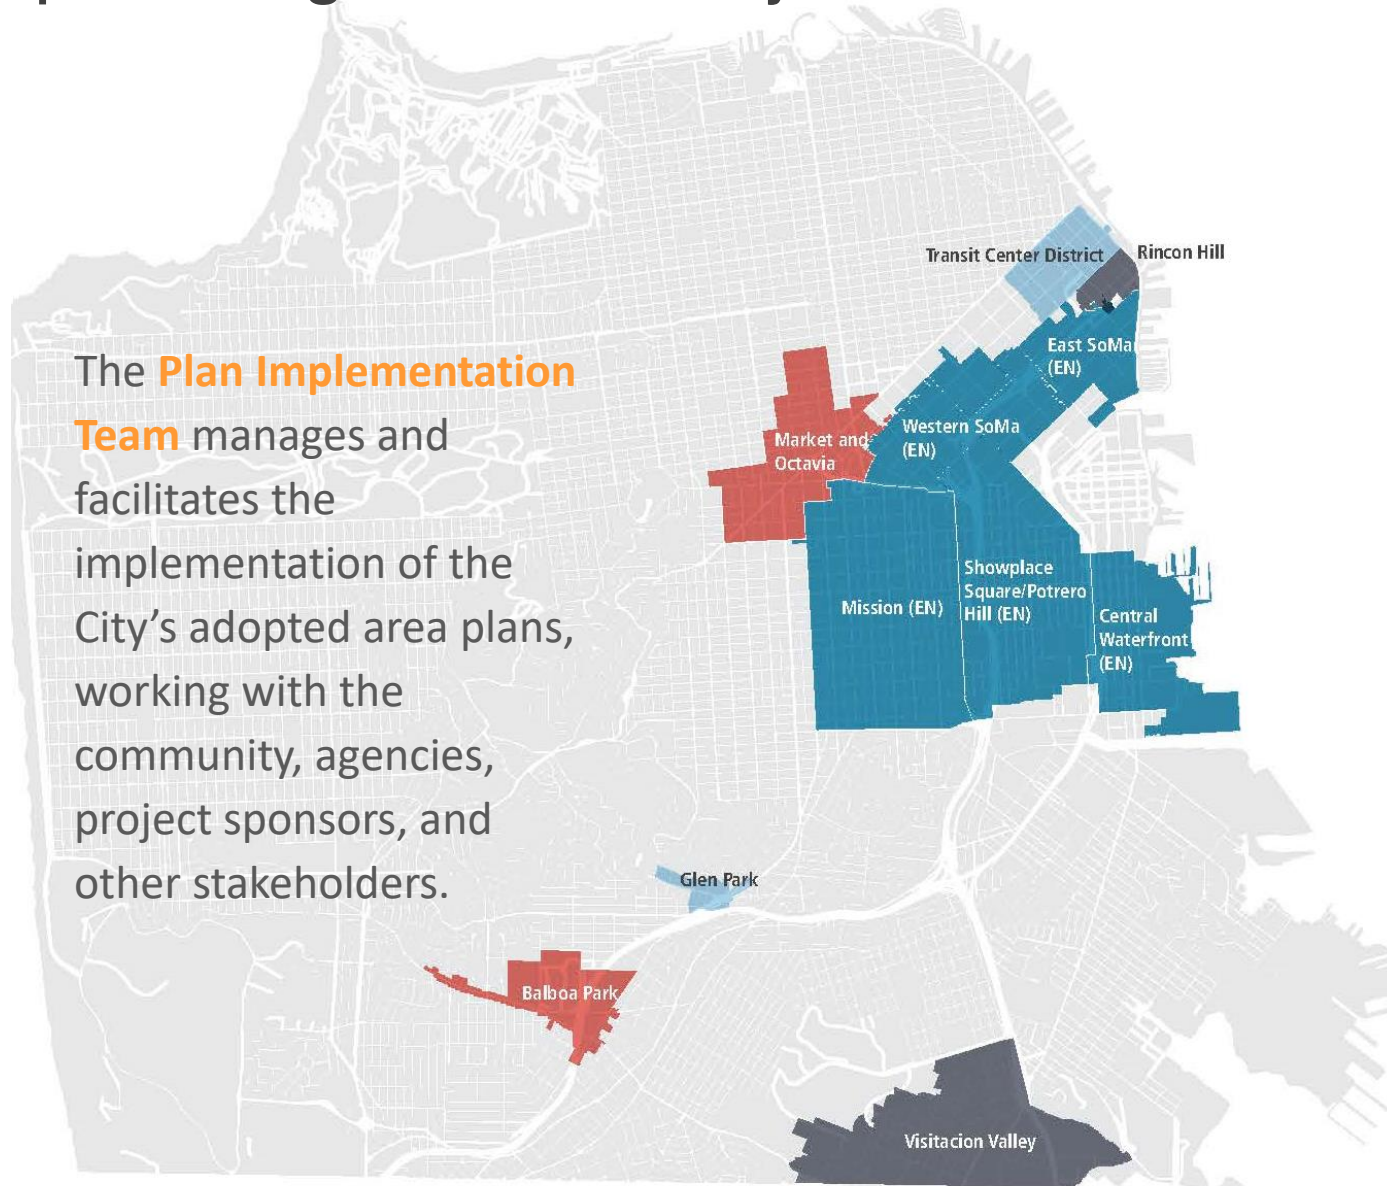 The Plan Implementation
Team manages and
facilitates the
implementation of the
City’s adopted area plans,
working with the
community, agencies,
project sponsors, and
other stakeholders.
Transit Center District
Rincon Hill
East SoMa
(EN)
Market and
Octavia
Western SoMa
(EN)
Mission (EN)
Showplace
Square/Potrero
Hill (EN)
Central
Waterfront
(EN)
Glen Park
Balboa Park
Visitacion Valley